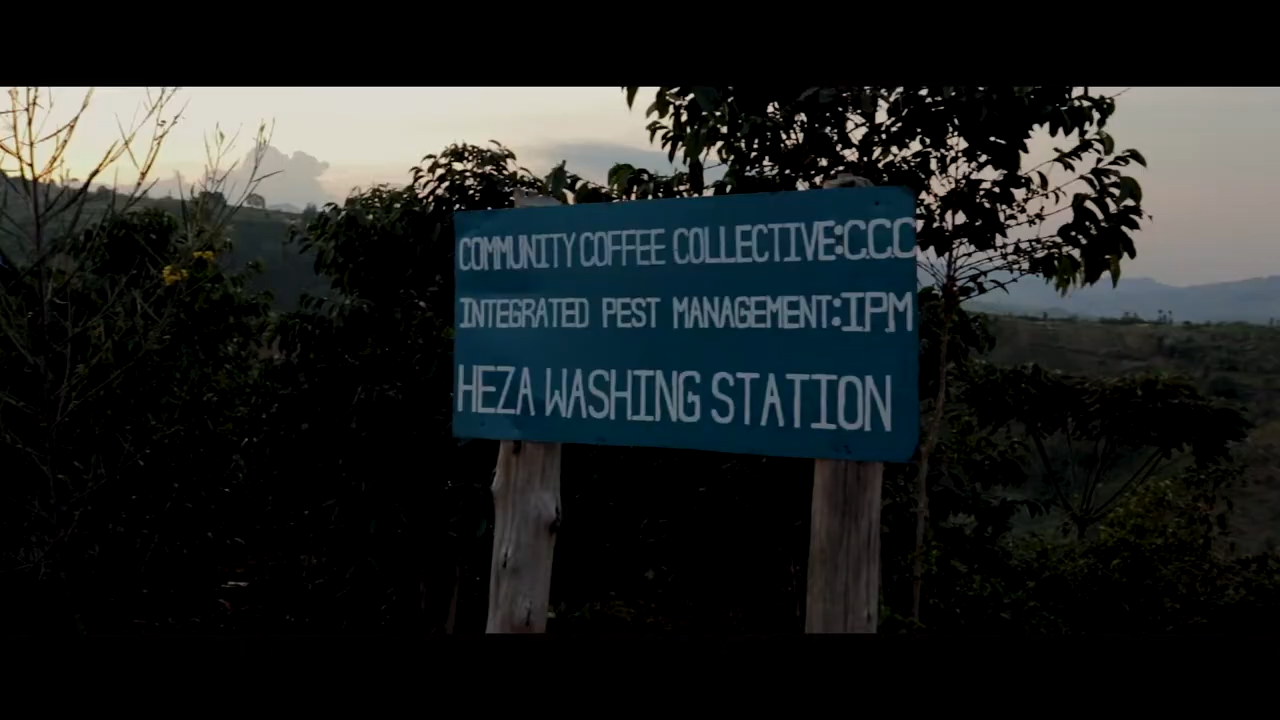 COMMUNITY COFFEE COLLECTIVE:C.C.C
INTEGRATED PEST MANAGEMENT:IPM
HEZA WASHING STATION